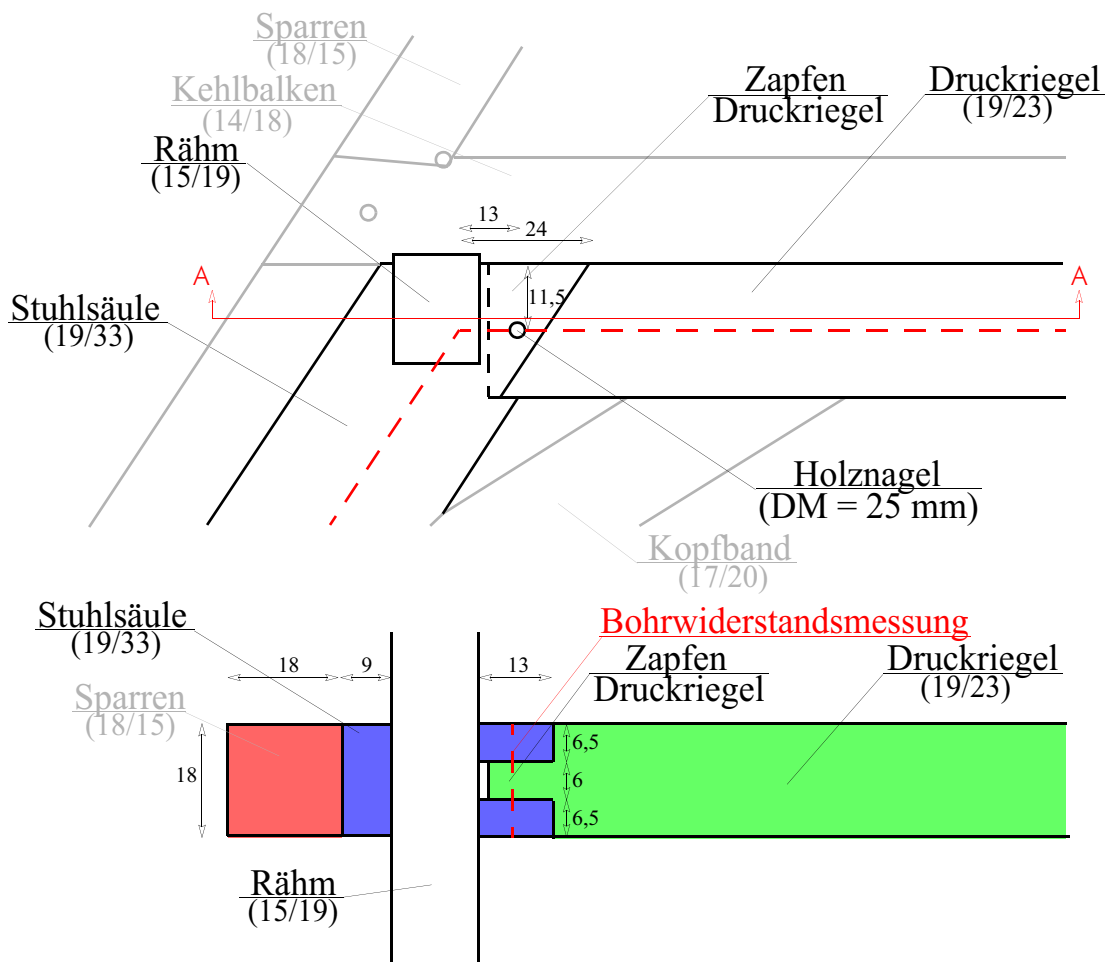 Sparren
(18/15)
Kehlbalken
(14/18)
Rähm
(15/19)
Zapfen
Druckriegel
Druckriegel
(19/23)
13
24
A
A
11,5
Stuhlsäule
(19/33)
Holznagel
(DM = 25 mm)
Kopfband
(17/20)
Stuhlsäule
(19/33)
Bohrwiderstandsmessung
Zapfen
Druckriegel
Druckriegel
(19/23)
18
9
13
Sparren
(18/15)
18
6,5
6
6,5
Rähm
(15/19)